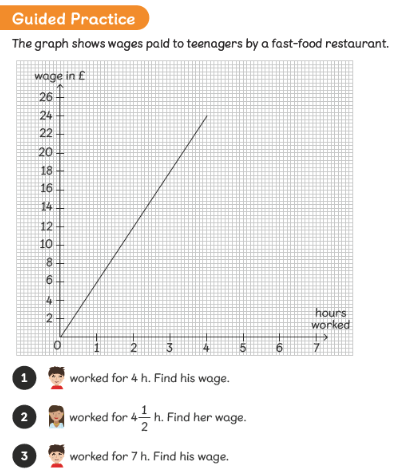 Guided Practice
The graph shows wages paid to teenagers by a fast-food restaurant.
wage in £
26
24
22
20
18
16
14
12
10
8
6
4
2
hours
worked
0 1 2 3 4 5 6 7
1 worked for 4 h. Find his wage.
2 worked for 4 1/2 h. Find her wage.
3 worked for 7 h. Find his wage.